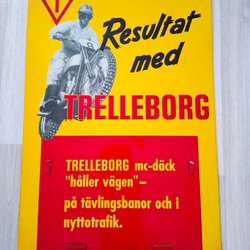 Resultat
med
TRELLEBORG
TRELLEBORG mc-däck
"håller vägen"–
på tävlingsbanor och i
nyttotrafik.